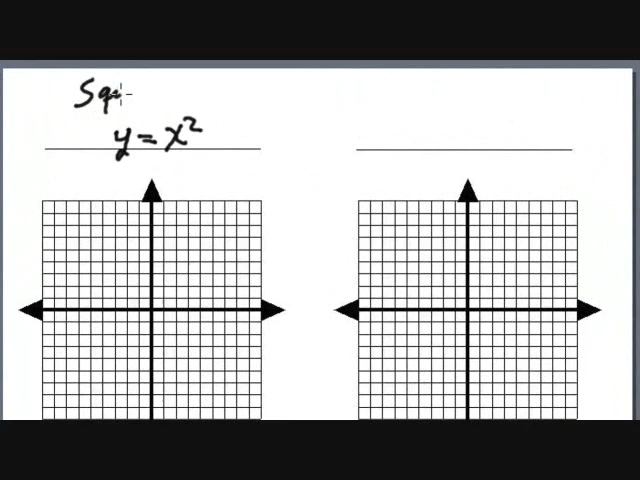 Sq
y = x²